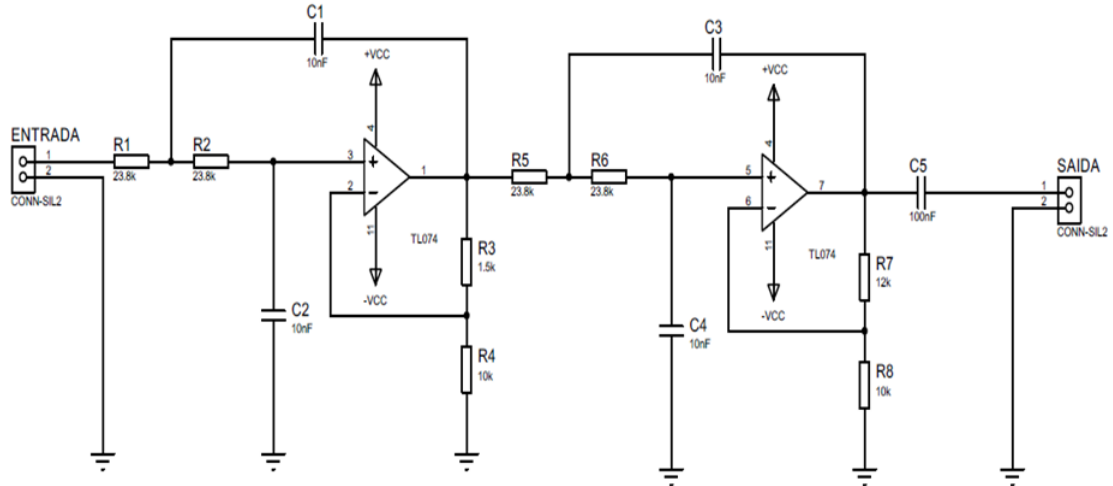 C1
10nF
+VCC
4
ENTRADA
1
2
CONN-SIL2
R1
23.8k
R2
23.8k
3
2
1
11
TL074
-VCC
C2
10nF
R3
1.5k
R4
10k
C3
10nF
+VCC
4
R5
23.8k
R6
23.8k
5
6
7
11
TL074
-VCC
C4
10nF
R7
12k
R8
10k
C5
100nF
SAIDA
1
2
CONN-SIL2